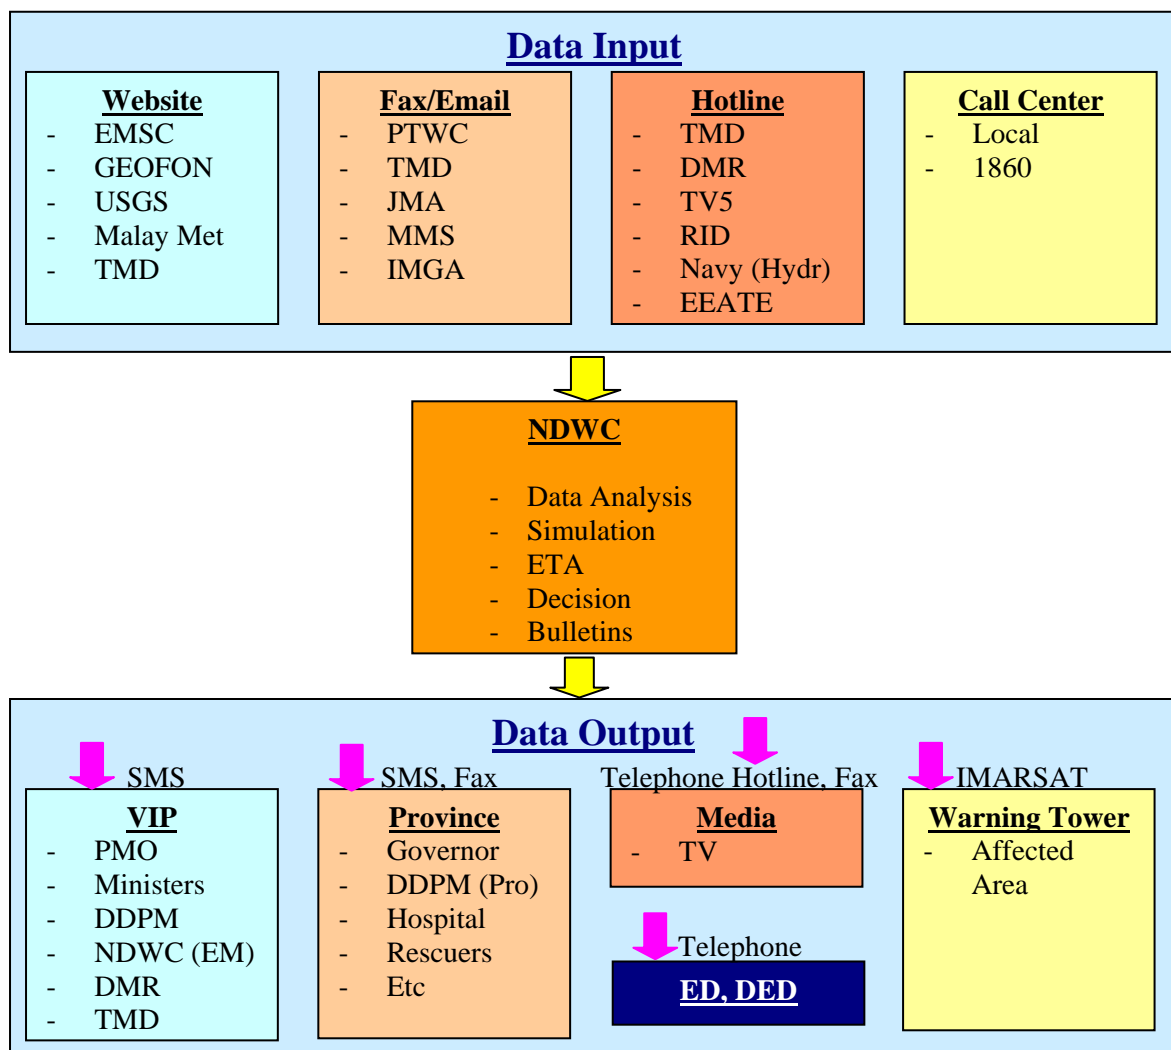 Data Input
Website
- EMSC
- GEOFON
- USGS
- Malay Met
- TMD
Fax/Email
- PTWC
- TMD
- JMA
- MMS
- IMGA
Hotline
- TMD
- DMR
- TV5
- RID
- Navy (Hydr)
- EEATE
Call Center
- Local
- 1860
NDWC
- Data Analysis
- Simulation
- ETA
- Decision
- Bulletins
Data Output
SMS
VIP
- PMO
- Ministers
- DDPM
- NDWC (EM)
- DMR
- TMD
SMS, Fax
Province
- Governor
- DDPM (Pro)
- Hospital
- Rescuers
- Etc
Telephone Hotline, Fax
Media
- TV
Telephone
ED, DED
IMARSAT
Warning Tower
- Affected
Area